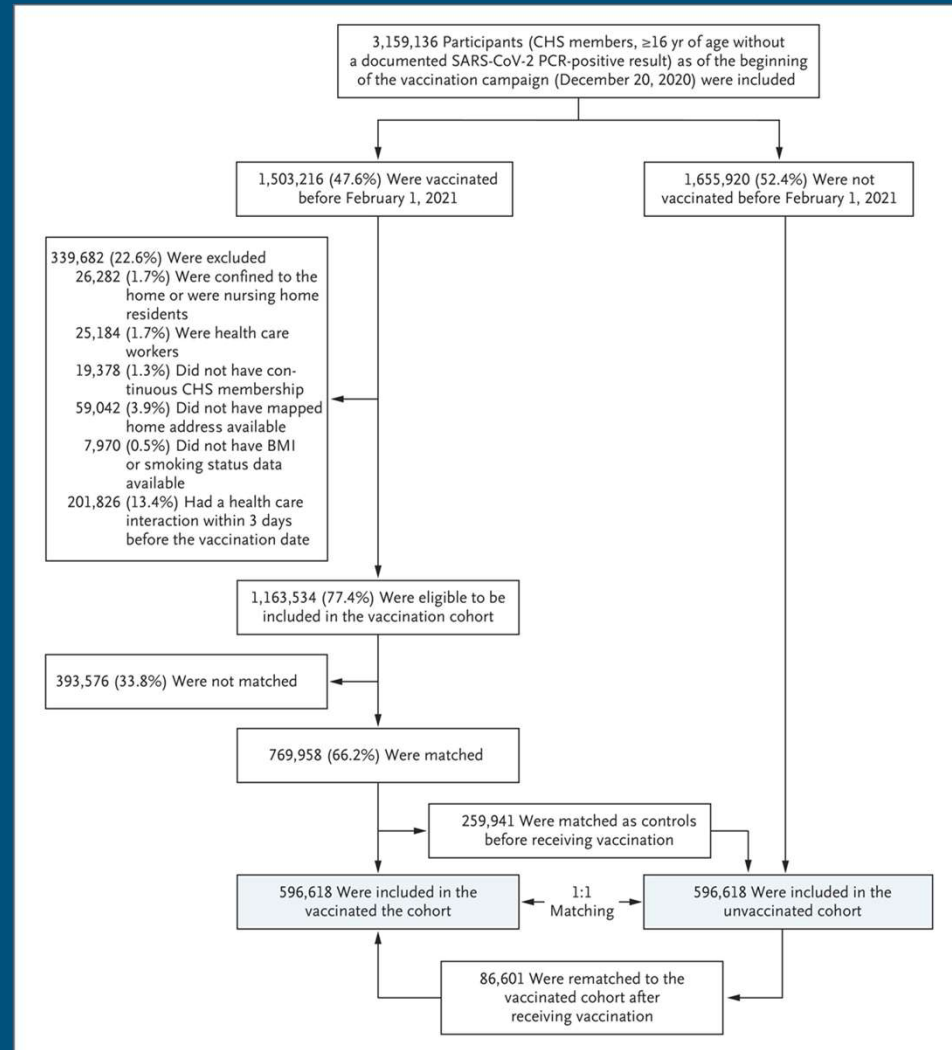 3,159,136 Participants (CHS members, ≥16 yr of age without
a documented SARS-CoV-2 PCR-positive result) as of the beginning
of the vaccination campaign (December 20, 2020) were included
1,503,216 (47.6%) Were vaccinated
before February 1, 2021
1,655,920 (52.4%) Were not
vaccinated before February 1, 2021
339,682 (22.6%) Were excluded
26,282 (1.7%) Were confined to the
home or were nursing home
residents
25,184 (1.7%) Were health care
workers
19,378 (1.3%) Did not have con-
tinuous CHS membership
59,042 (3.9%) Did not have mapped
home address available
7,970 (0.5%) Did not have BMI
or smoking status data
available
201,826 (13.4%) Had a health care
interaction within 3 days
before the vaccination date
1,163,534 (77.4%) Were eligible to be
included in the vaccination cohort
393,576 (33.8%) Were not matched
769,958 (66.2%) Were matched
259,941 Were matched as controls
before receiving vaccination
596,618 Were included in the
vaccinated the cohort
1:1
Matching
596,618 Were included in the
unvaccinated cohort
86,601 Were rematched to the
vaccinated cohort after
receiving vaccination